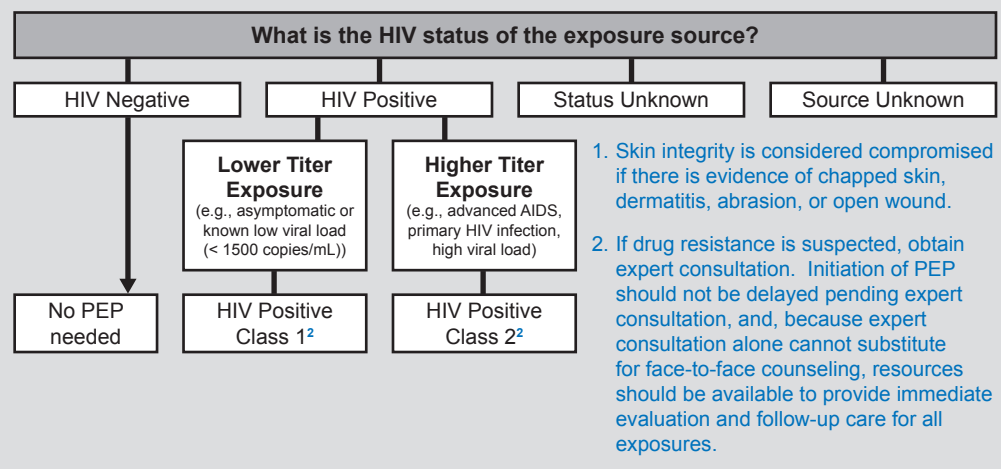 What is the HIV status of the exposure source?
HIV Negative
HIV Positive
Status Unknown
Source Unknown
Lower Titer
Exposure
(e.g., asymptomatic or
known low viral load
(< 1500 copies/mL))
Higher Titer
Exposure
(e.g., advanced AIDS,
primary HIV infection,
high viral load)
No PEP
needed
HIV Positive
Class 1²
HIV Positive
Class 2²
1. Skin integrity is considered compromised
if there is evidence of chapped skin,
dermatitis, abrasion, or open wound.
2. If drug resistance is suspected, obtain
expert consultation. Initiation of PEP
should not be delayed pending expert
consultation, and, because expert
consultation alone cannot substitute
for face-to-face counseling, resources
should be available to provide immediate
evaluation and follow-up care for all
exposures.